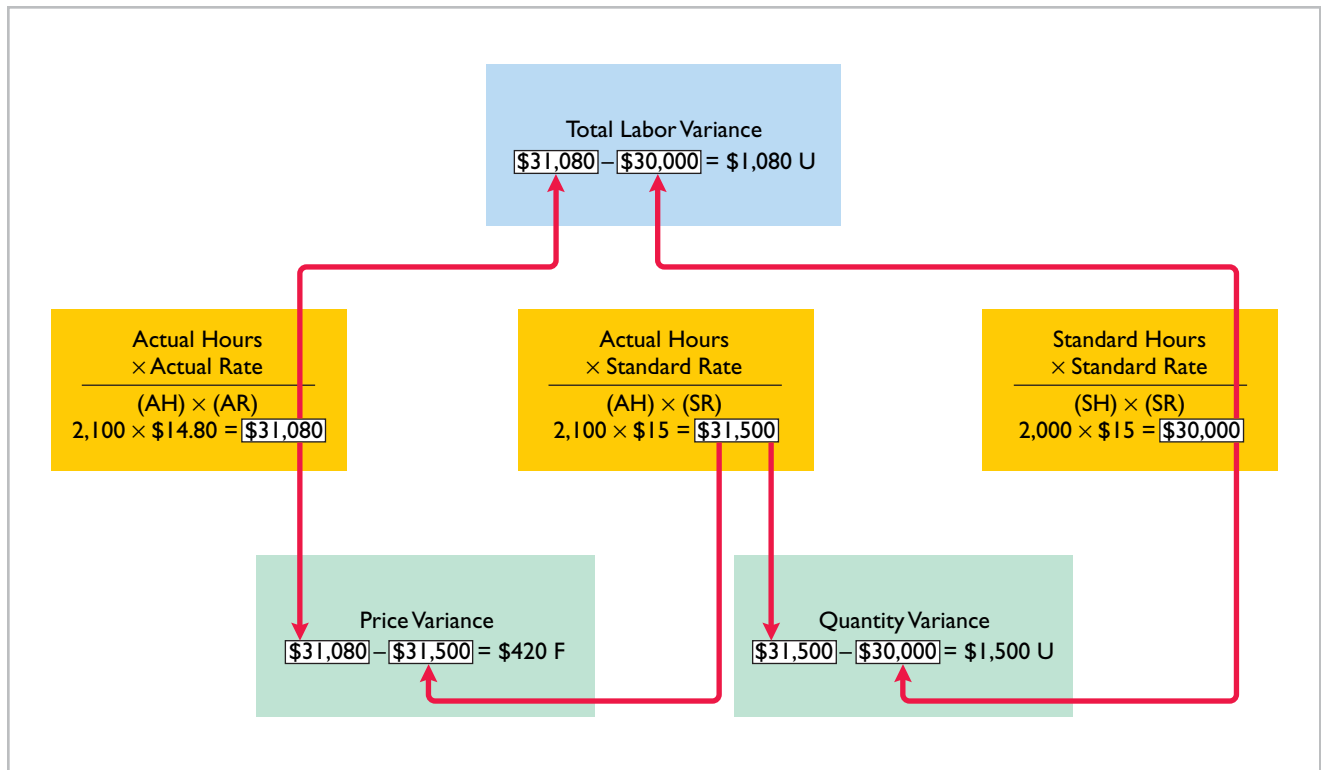 Total Labor Variance
$31,080 – $30,000 = $1,080 U
Actual Hours
× Actual Rate
(AH) × (AR)
2,100 × $14.80 = $31,080
Actual Hours
× Standard Rate
(AH) × (SR)
2,100 × $15 = $31,500
Standard Hours
× Standard Rate
(SH) × (SR)
2,000 × $15 = $30,000
Price Variance
$31,080 – $31,500 = $420 F
Quantity Variance
$31,500 – $30,000 = $1,500 U